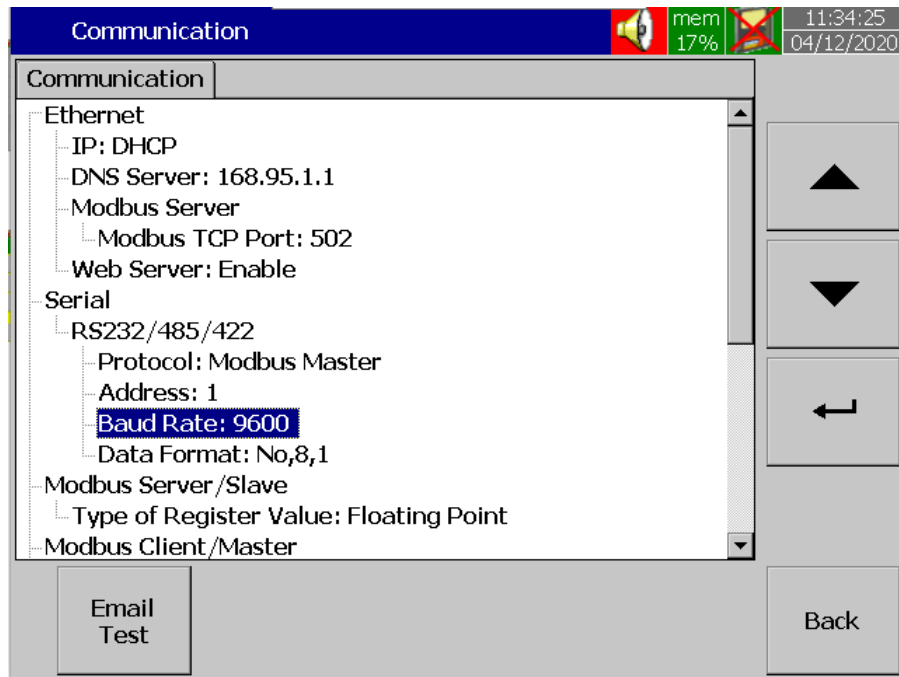 Communication
mem
17%
11:34:25
04/12/2020
Communication
Ethernet
IP: DHCP
DNS Server: 168.95.1.1
Modbus Server
Modbus TCP Port: 502
Web Server: Enable
Serial
RS232/485/422
Protocol: Modbus Master
Address: 1
Baud Rate: 9600
Data Format: No,8,1
Modbus Server/Slave
Type of Register Value: Floating Point
Modbus Client/Master
Email
Test
Back